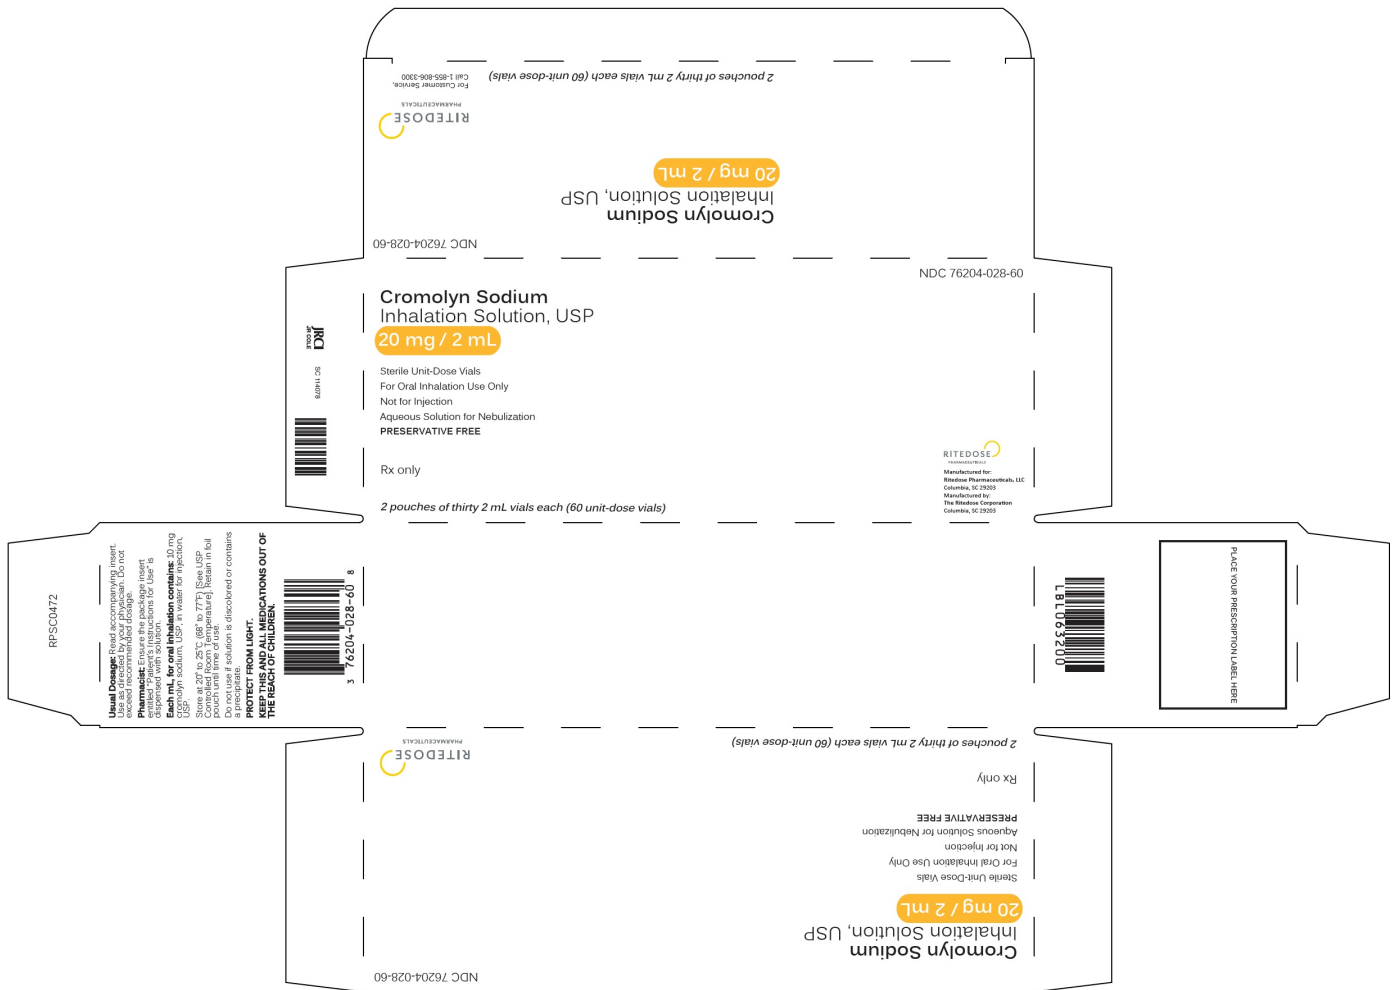 2 pouches of thirty 2 mL vials each (60 unit-dose vials)
For Customer Service,
Call 1-855-806-3300
RITEDOSE
PHARMACEUTICALS
20 mg / 2 mL
Inhalation Solution, USP
Cromolyn Sodium
NDC 76204-028-60
NDC 76204-028-60
Cromolyn Sodium
Inhalation Solution, USP
20 mg / 2 mL
Sterile Unit-Dose Vials
For Oral Inhalation Use Only
Not for Injection
Aqueous Solution for Nebulization
PRESERVATIVE FREE
Rx only
2 pouches of thirty 2 mL vials each (60 unit-dose vials)
RITEDOSE
PHARMACEUTICALS
Manufactured for:
Ritedose Pharmaceuticals, LLC
Columbia, SC 29203
Manufactured by:
The Ritedose Corporation
Columbia, SC 29203
JRC
JR COLE
SC 114078
RPSC0472
Usual Dosage: Read accompanying insert.
Use as directed by your physician. Do not
exceed recommended dosage.
Pharmacist: Ensure the package insert
entitled "Patient's Instructions for Use" is
dispensed with solution.
Each mL, for oral inhalation contains: 10 mg
cromolyn sodium, USP, in water for injection,
USP.
Store at 20° to 25°C (68° to 77°F) [See USP
Controlled Room Temperature]. Retain in foil
pouch until time of use.
Do not use if solution is discolored or contains
a precipitate.
PROTECT FROM LIGHT.
KEEP THIS AND ALL MEDICATIONS OUT OF
THE REACH OF CHILDREN.
3 76204-028-60 8
LBL063200
PLACE YOUR PRESCRIPTION LABEL HERE
RITEDOSE
PHARMACEUTICALS
2 pouches of thirty 2 mL vials each (60 unit-dose vials)
Rx only
PRESERVATIVE FREE
Aqueous Solution for Nebulization
Not for Injection
For Oral Inhalation Use Only
Sterile Unit-Dose Vials
20 mg / 2 mL
Inhalation Solution, USP
Cromolyn Sodium
NDC 76204-028-60